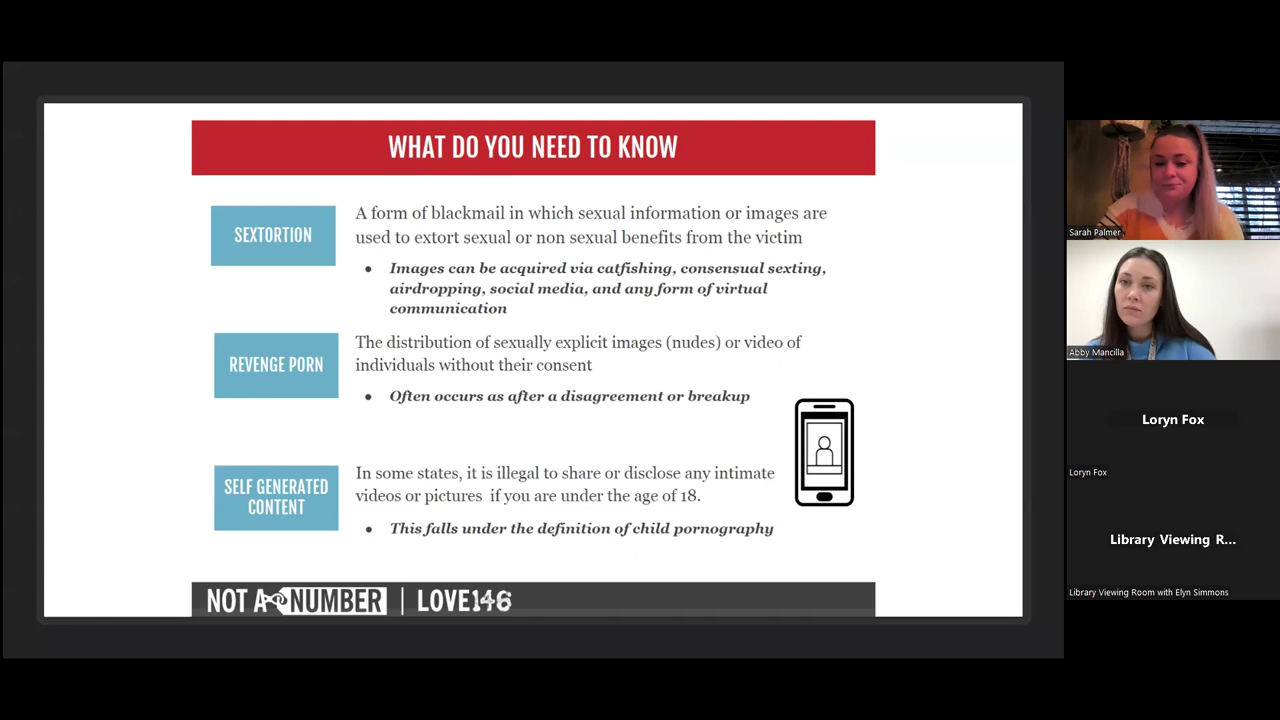 WHAT DO YOU NEED TO KNOW
SEXTORTION
A form of blackmail in which sexual information or images are
used to extort sexual or non sexual benefits from the victim
● Images can be acquired via catfishing, consensual sexting,
airdropping, social media, and any form of virtual
communication
REVENGE PORN
The distribution of sexually explicit images (nudes) or video of
individuals without their consent
● Often occurs as after a disagreement or breakup
SELF GENERATED
CONTENT
In some states, it is illegal to share or disclose any intimate
videos or pictures if you are under the age of 18.
● This falls under the definition of child pornography
NOT A NUMBER | LOVE146
Sarah Palmer
Abby Mancilla
Loryn Fox
Loryn Fox
Library Viewing R...
Library Viewing Room with Elyn Simmons